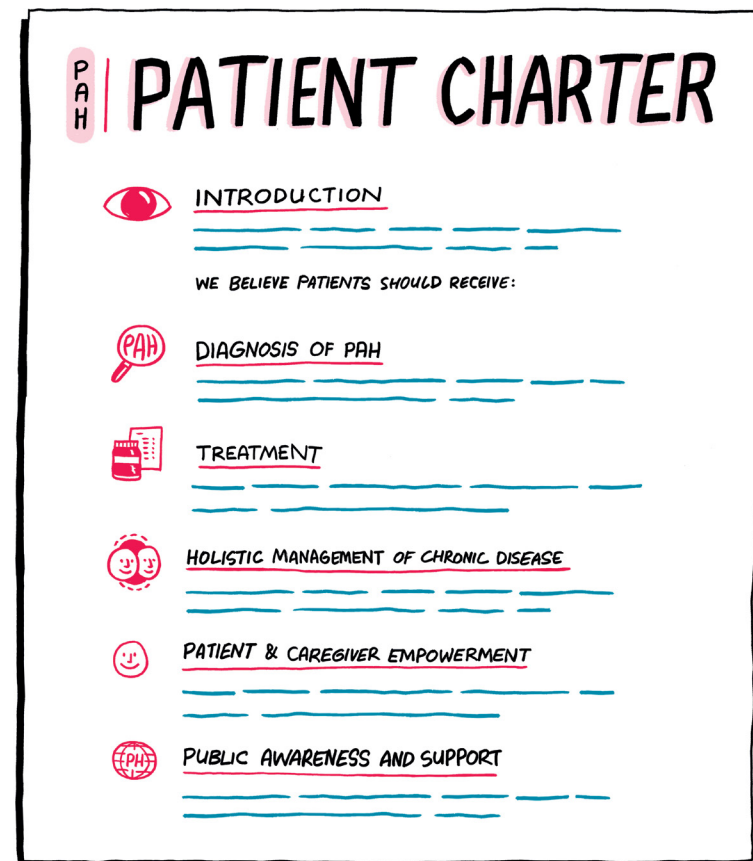 PAH
PATIENT CHARTER
INTRODUCTION
WE BELIEVE PATIENTS SHOULD RECEIVE:
PAH
DIAGNOSIS OF PAH
TREATMENT
HOLISTIC MANAGEMENT OF CHRONIC DISEASE
PATIENT & CAREGIVER EMPOWERMENT
PH
PUBLIC AWARENESS AND SUPPORT